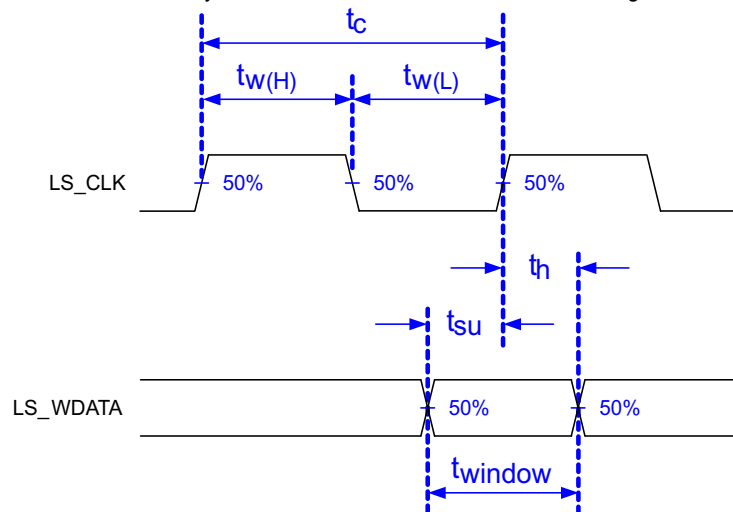 tc
tw(H) tw(L)
LS_CLK 50% 50% 50%
th
tsu
LS_WDATA 50% 50%
twindow